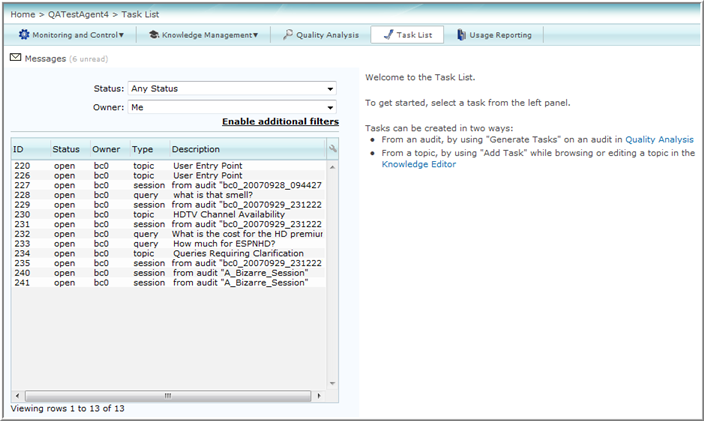 Home > QATestAgent4 > Task List
Monitoring and Control▾ Knowledge Management▾ Quality Analysis Task List Usage Reporting
Messages (6 unread)
Status: Any Status
Owner: Me
Enable additional filters
ID Status Owner Type Description
220 open bc0 topic User Entry Point
226 open bc0 topic User Entry Point
227 open bc0 session from audit "bc0_20070928_094427
228 open bc0 query what is that smell?
229 open bc0 session from audit "bc0_20070929_231222
230 open bc0 topic HDTV Channel Availability
231 open bc0 session from audit "bc0_20070929_231222
232 open bc0 query What is the cost for the HD premiun
233 open bc0 query How much for ESPNHD?
234 open bc0 topic Queries Requiring Clarification
235 open bc0 session from audit "bc0_20070929_231222
240 open bc0 session from audit "A_Bizarre_Session"
241 open bc0 session from audit "A_Bizarre_Session"
Viewing rows 1 to 13 of 13
Welcome to the Task List.
To get started, select a task from the left panel.
Tasks can be created in two ways:
● From an audit, by using "Generate Tasks" on an audit in Quality Analysis
● From a topic, by using "Add Task" while browsing or editing a topic in the
Knowledge Editor